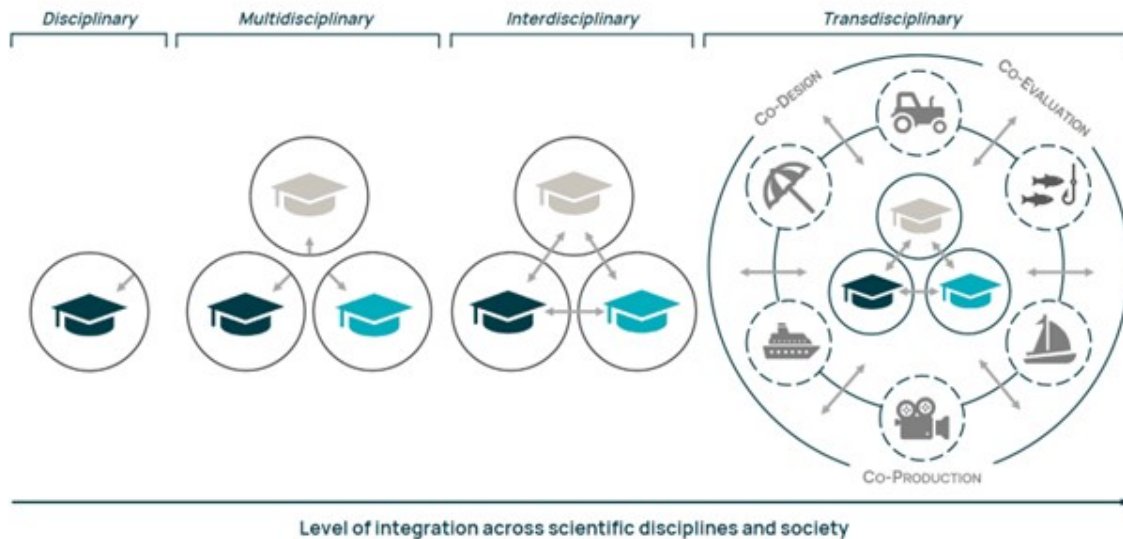 Disciplinary
Multidisciplinary
Interdisciplinary
Transdisciplinary
Co-Design
Co-Evaluation
Co-Production
Level of integration across scientific disciplines and society